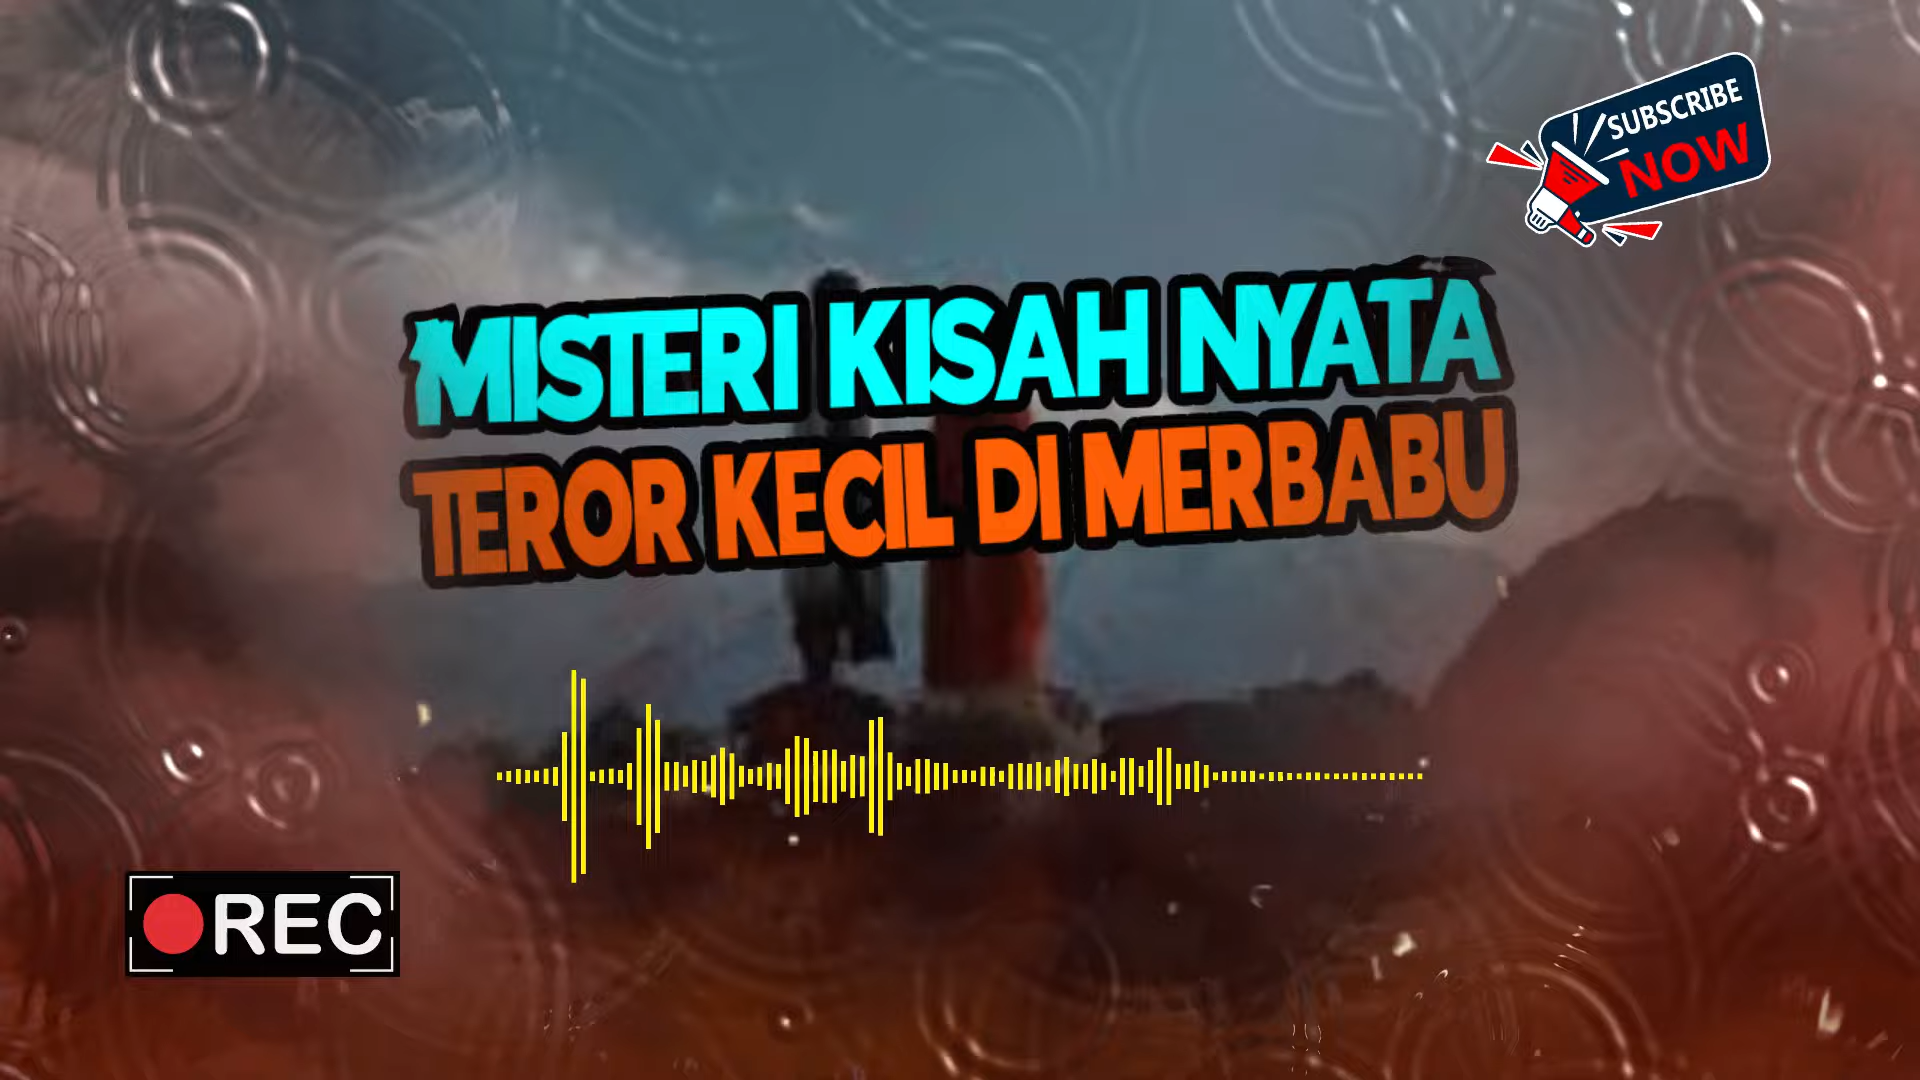 SUBSCRIBE
NOW
MISTERI KISAH NYATA
TEROR KECIL DI MERBABU
REC